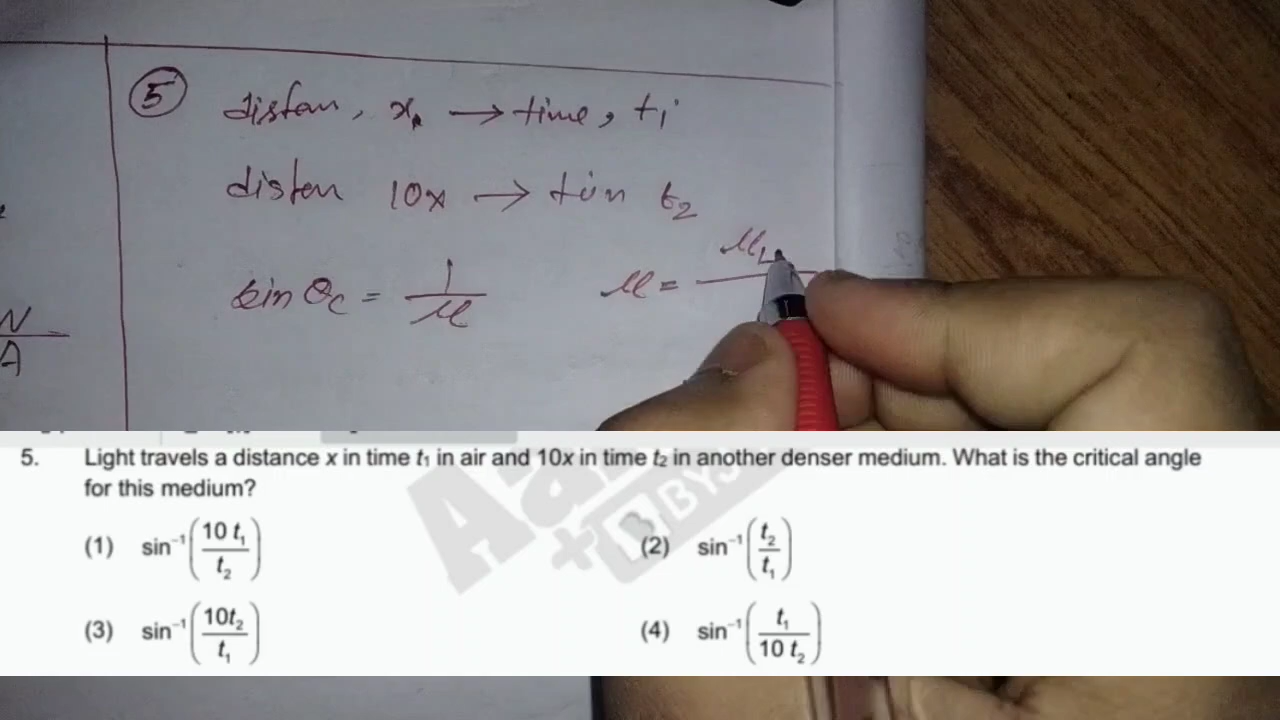 ⑤ distan, x, → time, t₁
disten 10x → tim t₂
sin θc = 1/μ μ = μ₁
N/A
5. Light travels a distance x in time t₁ in air and 10x in time t₂ in another denser medium. What is the critical angle
for this medium?
(1) sin⁻¹(10 t₁/t₂) (2) sin⁻¹(t₂/t₁)
(3) sin⁻¹(10t₂/t₁) (4) sin⁻¹(t₁/10 t₂)